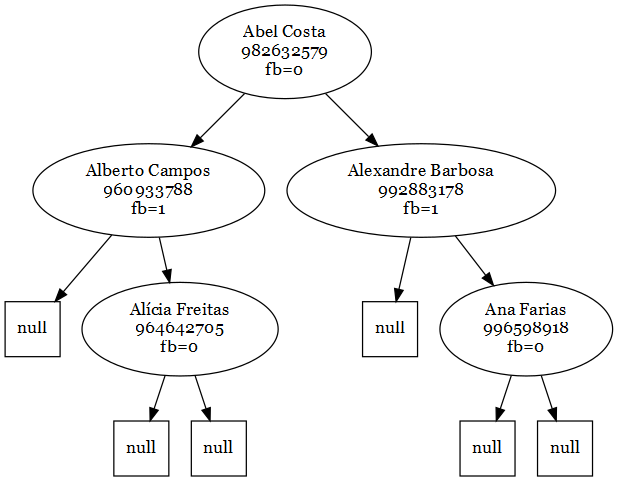 Abel Costa
982632579
fb=0
Alberto Campos
960933788
fb=1
Alexandre Barbosa
992883178
fb=1
null
Alícia Freitas
964642705
fb=0
null
Ana Farias
996598918
fb=0
null
null
null
null